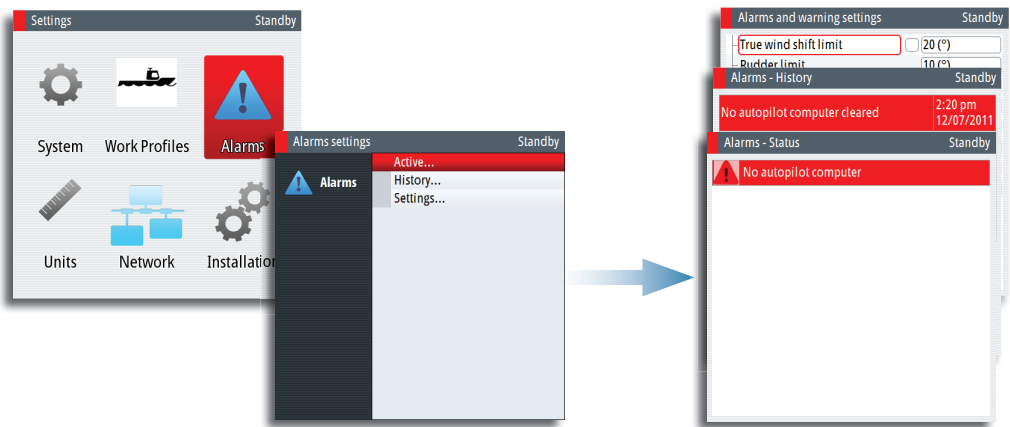 Settings Standby
System Work Profiles Alarms
Units Network Installation
Alarms settings Standby
Alarms
Active...
History...
Settings...
Alarms and warning settings Standby
True wind shift limit 20 (°)
Rudder limit 10 (°)
Alarms - History Standby
No autopilot computer cleared 2:20 pm
12/07/2011
Alarms - Status Standby
No autopilot computer